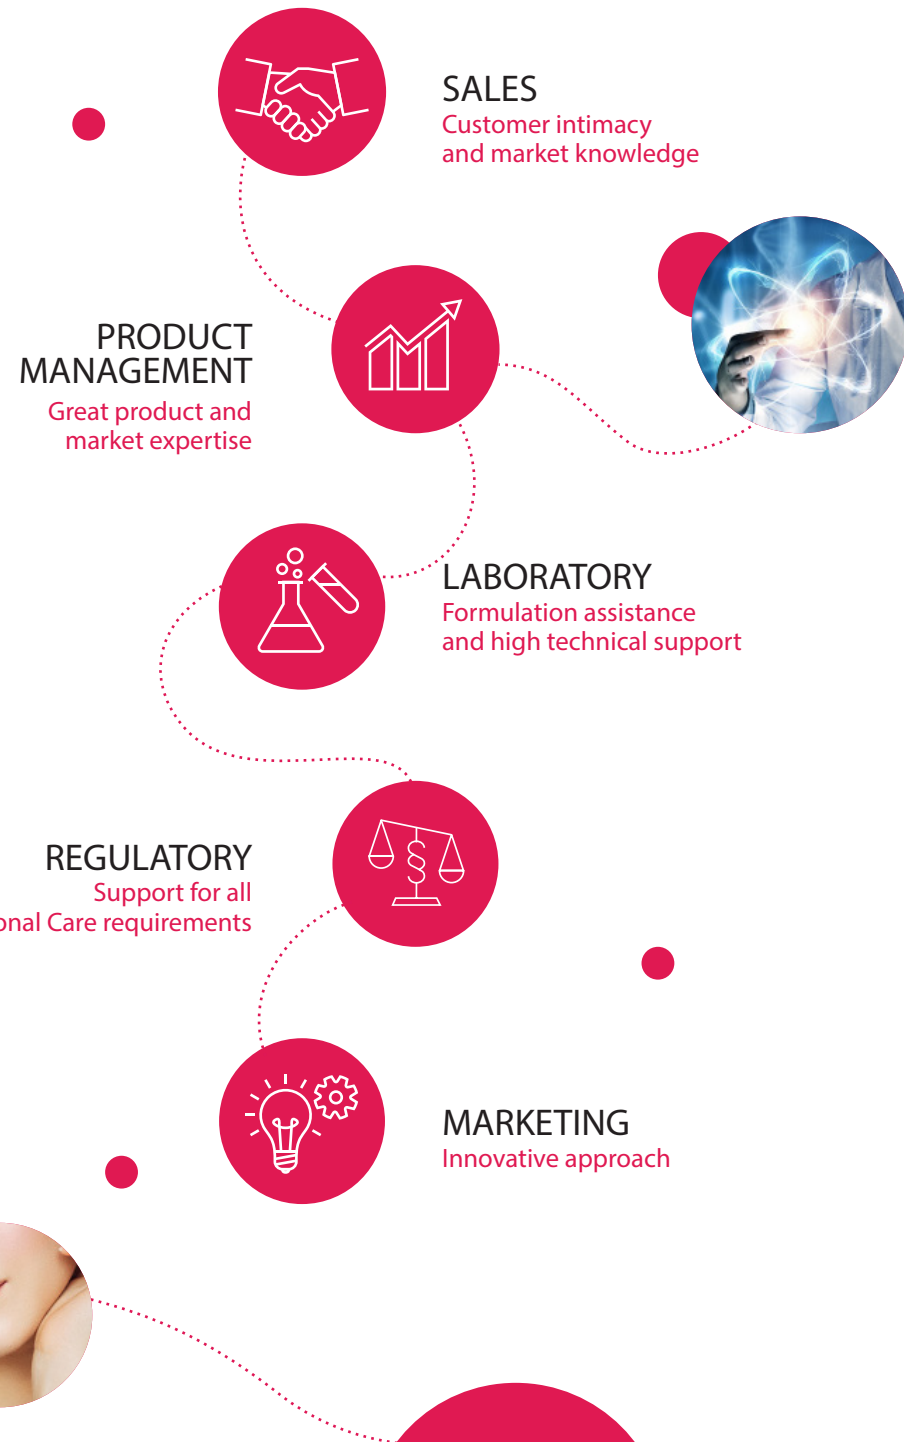 SALES
Customer intimacy
and market knowledge
PRODUCT
MANAGEMENT
Great product and
market expertise
LABORATORY
Formulation assistance
and high technical support
REGULATORY
Support for all
onal Care requirements
MARKETING
Innovative approach